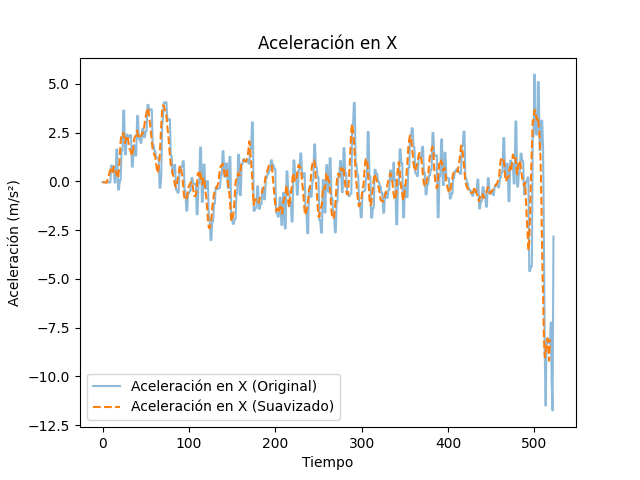 Aceleración en X
5.0
2.5
0.0
−2.5
−5.0
−7.5
−10.0
−12.5
Aceleración (m/s²)
Aceleración en X (Original)
Aceleración en X (Suavizado)
0 100 200 300 400 500
Tiempo